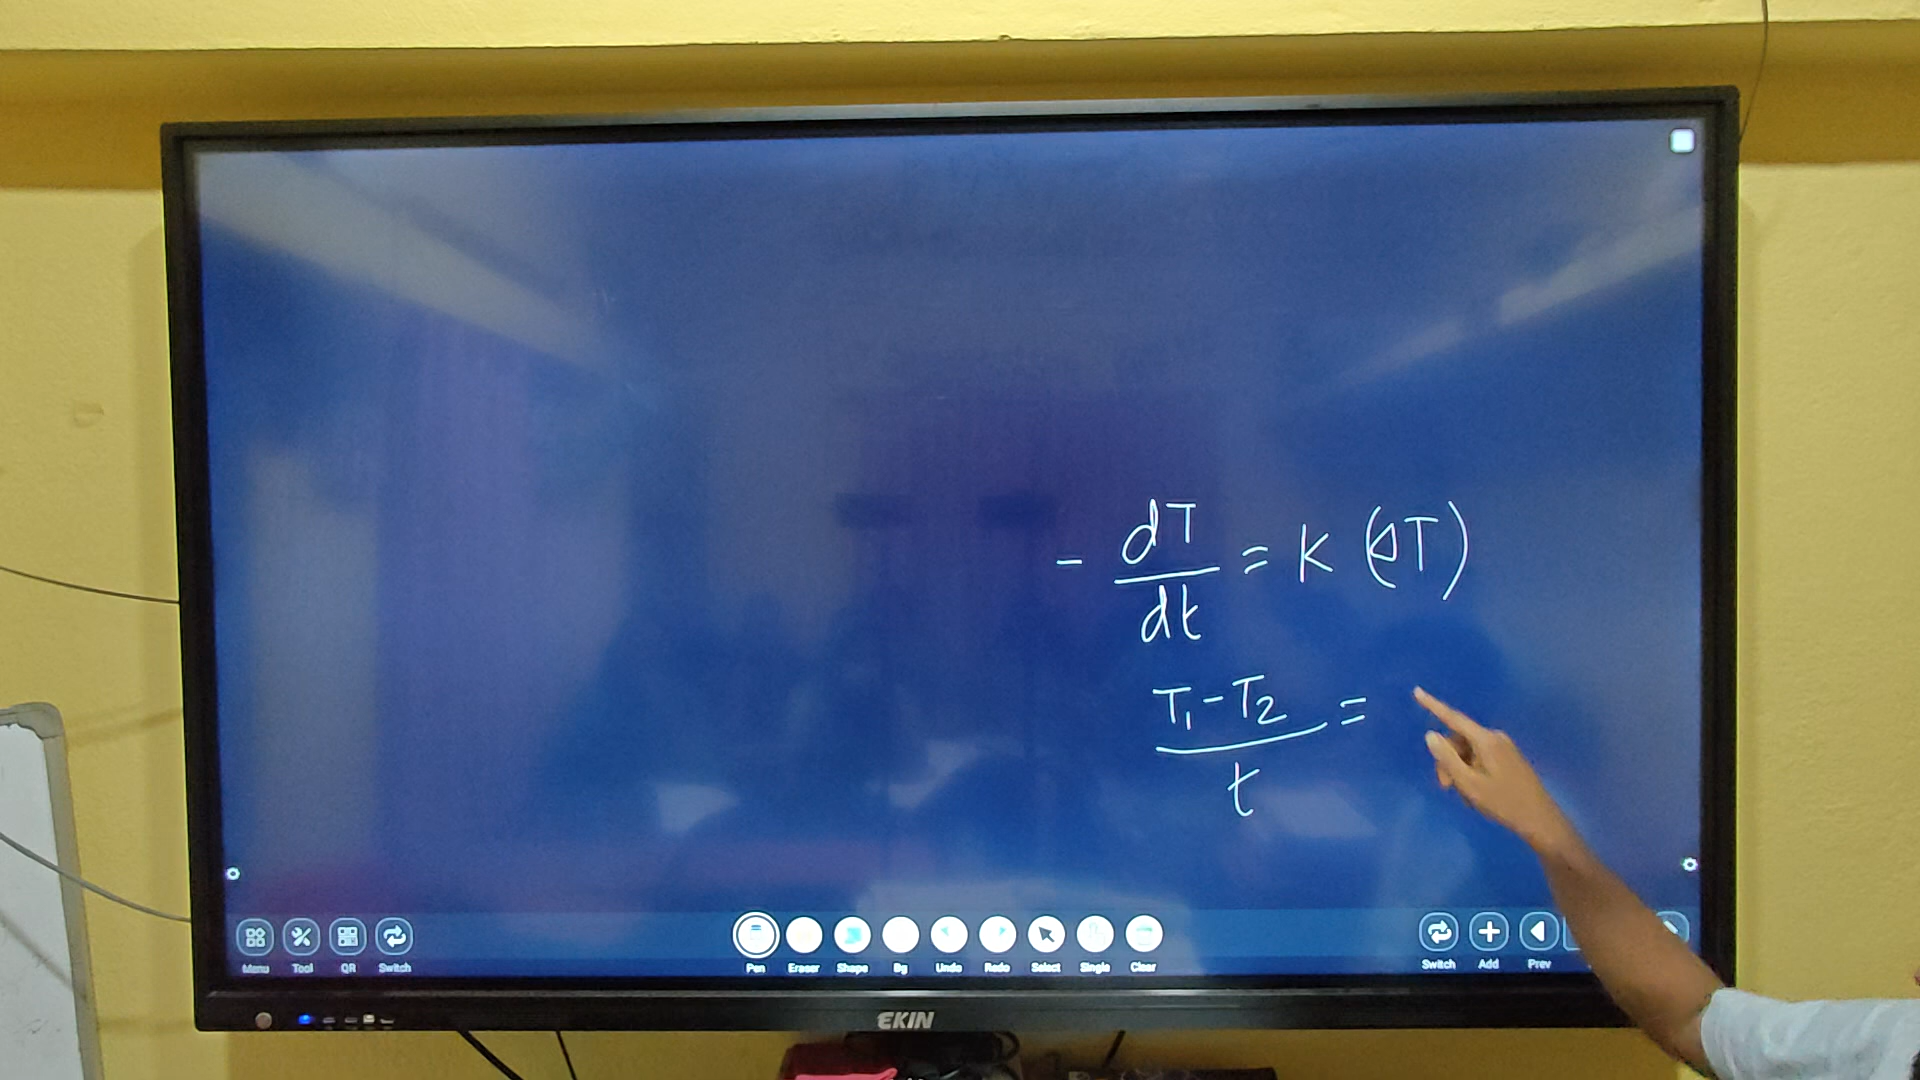 - dT/dt = K (ΔT)
T₁-T₂/t =
Menu Tool QR Switch Pen Eraser Shape Bg Undo Redo Select Single Clear Switch Add Prev
EKIN